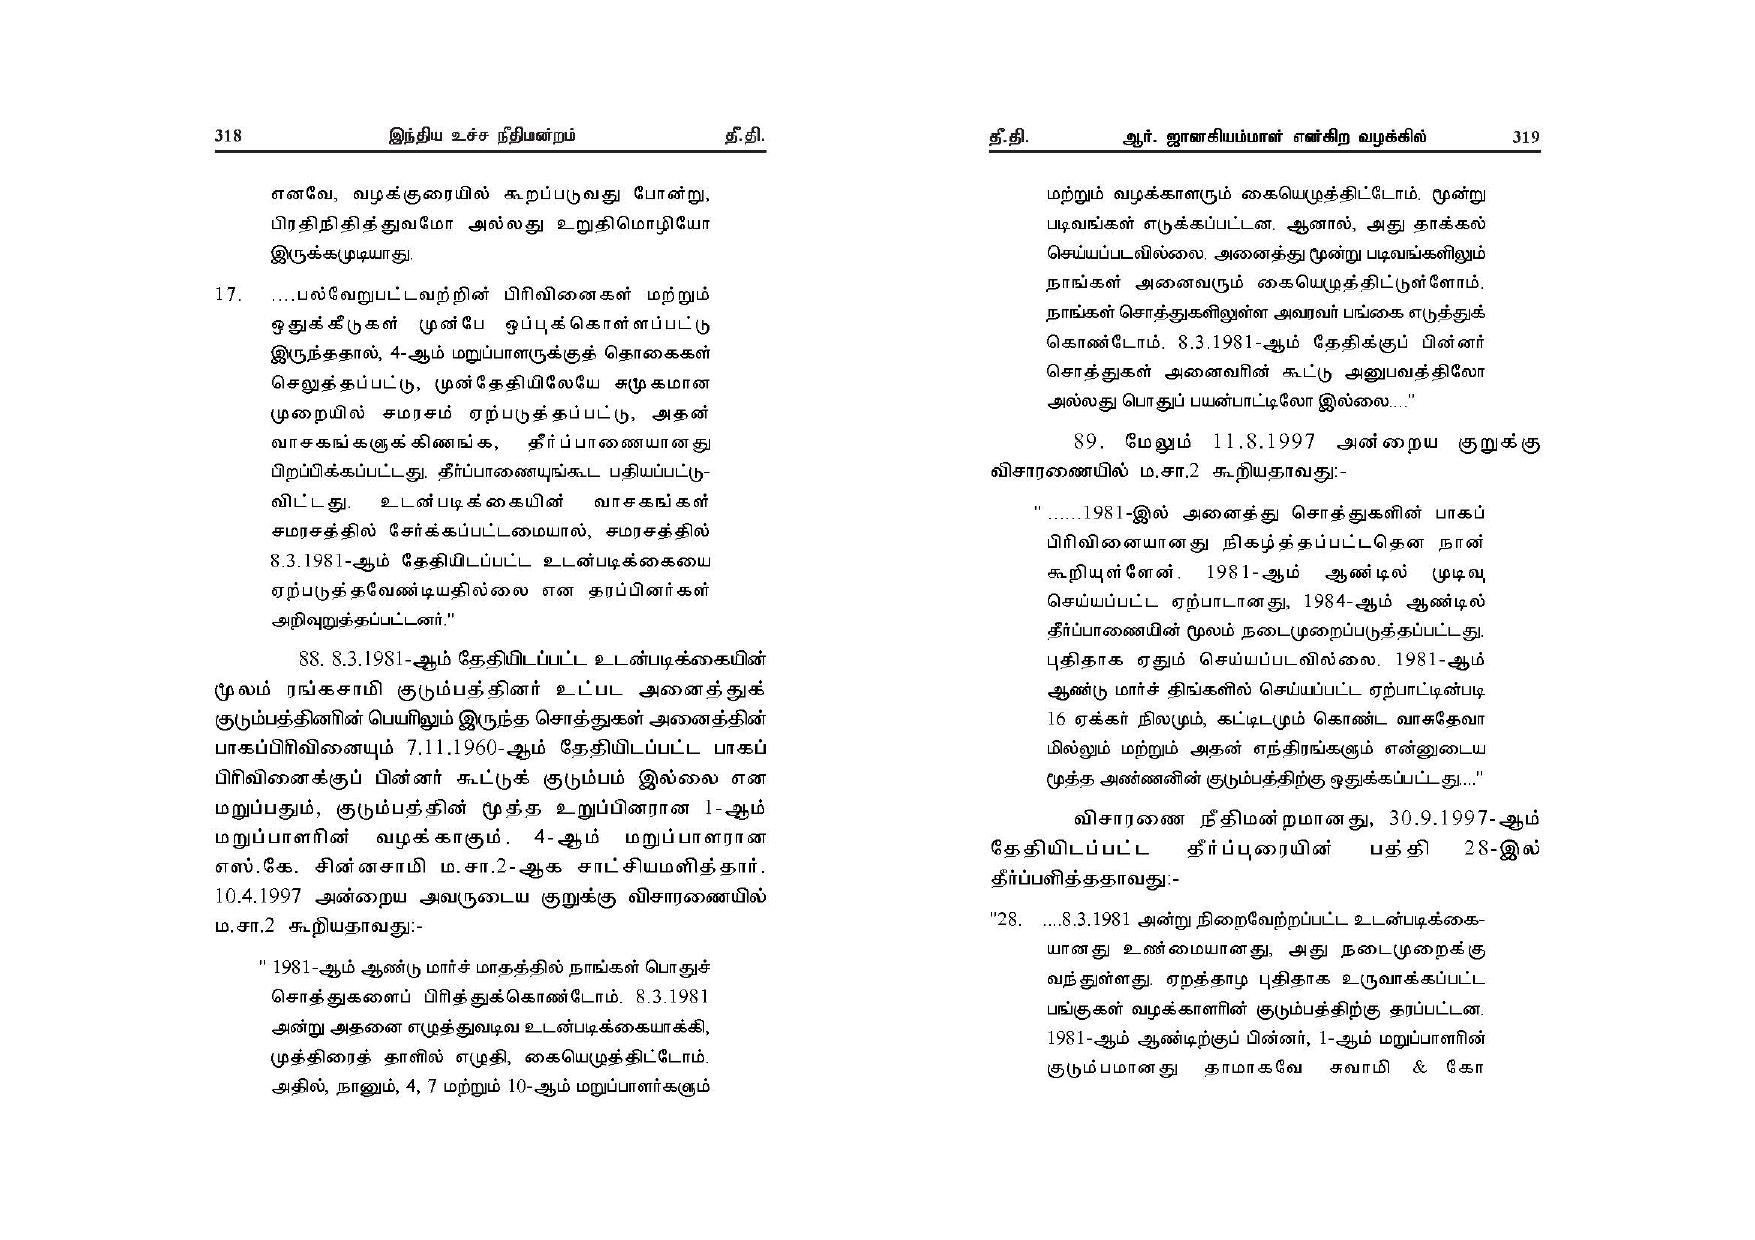 318 இந்திய உச்ச நீதிமன்றம் தீ.தி.
எனவே, வழக்குரையில் கூறப்படுவது போன்று,
பிரதிநிதித்துவமோ அல்லது உறுதிமொழியோ
இருக்கமுடியாது.
17. ....பல்வேறுபட்டவற்றின் பிரிவினைகள் மற்றும்
ஒதுக்கீடுகள் முன்பே ஒப்புக்கொள்ளப்பட்டு
இருந்ததால், 4-ஆம் மறுப்பாளருக்குத் தொகைகள்
செலுத்தப்பட்டு, முன்தேதியிலேயே சுமூகமான
முறையில் சமரசம் ஏற்படுத்தப்பட்டு, அதன்
வாசகங்களுக்கிணங்க, தீர்ப்பாணையானது
பிறப்பிக்கப்பட்டது. தீர்ப்பாணையுங்கூட பதியப்பட்டு-
விட்டது. உடன்படிக்கையின் வாசகங்கள்
சமரசத்தில் சேர்க்கப்பட்டமையால், சமரசத்தில்
8.3.1981-ஆம் தேதியிடப்பட்ட உடன்படிக்கையை
ஏற்படுத்தவேண்டியதில்லை என தரப்பினர்கள்
அறிவுறுத்தப்பட்டனர்."
88. 8.3.1981-ஆம் தேதியிடப்பட்ட உடன்படிக்கையின்
மூலம் ரங்கசாமி குடும்பத்தினர் உட்பட அனைத்துக்
குடும்பத்தினரின் பெயரிலும் இருந்த சொத்துகள் அனைத்தின்
பாகப்பிரிவினையும் 7.11.1960-ஆம் தேதியிடப்பட்ட பாகப்
பிரிவினைக்குப் பின்னர் கூட்டுக் குடும்பம் இல்லை என
மறுப்பதும், குடும்பத்தின் மூத்த உறுப்பினரான 1-ஆம்
மறுப்பாளரின் வழக்காகும். 4-ஆம் மறுப்பாளரான
எஸ்.கே. சின்னசாமி ம.சா.2-ஆக சாட்சியமளித்தார்.
10.4.1997 அன்றைய அவருடைய குறுக்கு விசாரணையில்
ம.சா.2 கூறியதாவது:-
" 1981-ஆம் ஆண்டு மார்ச் மாதத்தில் நாங்கள் பொதுச்
சொத்துகளைப் பிரித்துக்கொண்டோம். 8.3.1981
அன்று அதனை எழுத்துவடிவ உடன்படிக்கையாக்கி,
முத்திரைத் தாளில் எழுதி, கையெழுத்திட்டோம்.
அதில், நானும், 4, 7 மற்றும் 10-ஆம் மறுப்பாளர்களும்
தீ.தி. ஆர். ஜானகியம்மாள் எனகிற வழக்கில் 319
மற்றும் வழக்காளரும் கையெழுத்திட்டோம். மூன்று
படிவங்கள் எடுக்கப்பட்டன. ஆனால், அது தாக்கல்
செய்யப்படவில்லை. அனைத்து மூன்று படிவங்களிலும்
நாங்கள் அனைவரும் கையெழுத்திட்டுள்ளோம்.
நாங்கள் சொத்துகளிலுள்ள அவரவர் பங்கை எடுத்துக்
கொண்டோம். 8.3.1981-ஆம் தேதிக்குப் பின்னர்
சொத்துகள் அனைவரின் கூட்டு அனுபவத்திலோ
அல்லது பொதுப் பயன்பாட்டிலோ இல்லை...."
89. மேலும் 11.8.1997 அன்றைய குறுக்கு
விசாரணையில் ம.சா.2 கூறியதாவது:-
" ......1981-இல் அனைத்து சொத்துகளின் பாகப்
பிரிவினையானது நிகழ்த்தப்பட்டதென நான்
கூறியுள்ளேன். 1981-ஆம் ஆண்டில் முடிவு
செய்யப்பட்ட ஏற்பாடானது, 1984-ஆம் ஆண்டில்
தீர்ப்பாணையின் மூலம் நடைமுறைப்படுத்தப்பட்டது.
புதிதாக ஏதும் செய்யப்படவில்லை. 1981-ஆம்
ஆண்டு மார்ச் திங்களில் செய்யப்பட்ட ஏற்பாட்டின்படி
16 ஏக்கர் நிலமும், கட்டிடமும் கொண்ட வாசுதேவா
மில்லும் மற்றும் அதன் எந்திரங்களும் என்னுடைய
மூத்த அண்ணனின் குடும்பத்திற்கு ஒதுக்கப்பட்டது...."
விசாரணை நீதிமன்றமானது, 30.9.1997-ஆம்
தேதியிடப்பட்ட தீர்ப்புரையின் பத்தி 28-இல்
தீர்ப்பளித்ததாவது:-
"28. ....8.3.1981 அன்று நிறைவேற்றப்பட்ட உடன்படிக்கை-
யானது உண்மையானது, அது நடைமுறைக்கு
வந்துள்ளது. ஏறத்தாழ புதிதாக உருவாக்கப்பட்ட
பங்குகள் வழக்காளரின் குடும்பத்திற்கு தரப்பட்டன.
1981-ஆம் ஆண்டிற்குப் பின்னர், 1-ஆம் மறுப்பாளரின்
குடும்பமானது தாமாகவே சுவாமி & கோ